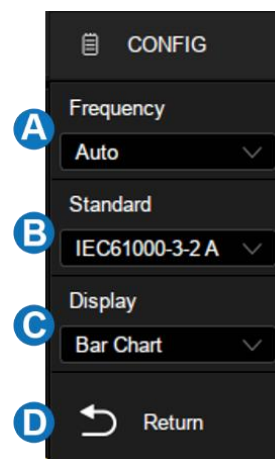 CONFIG
A
Frequency
Auto
B
Standard
IEC61000-3-2 A
C
Display
Bar Chart
D
Return